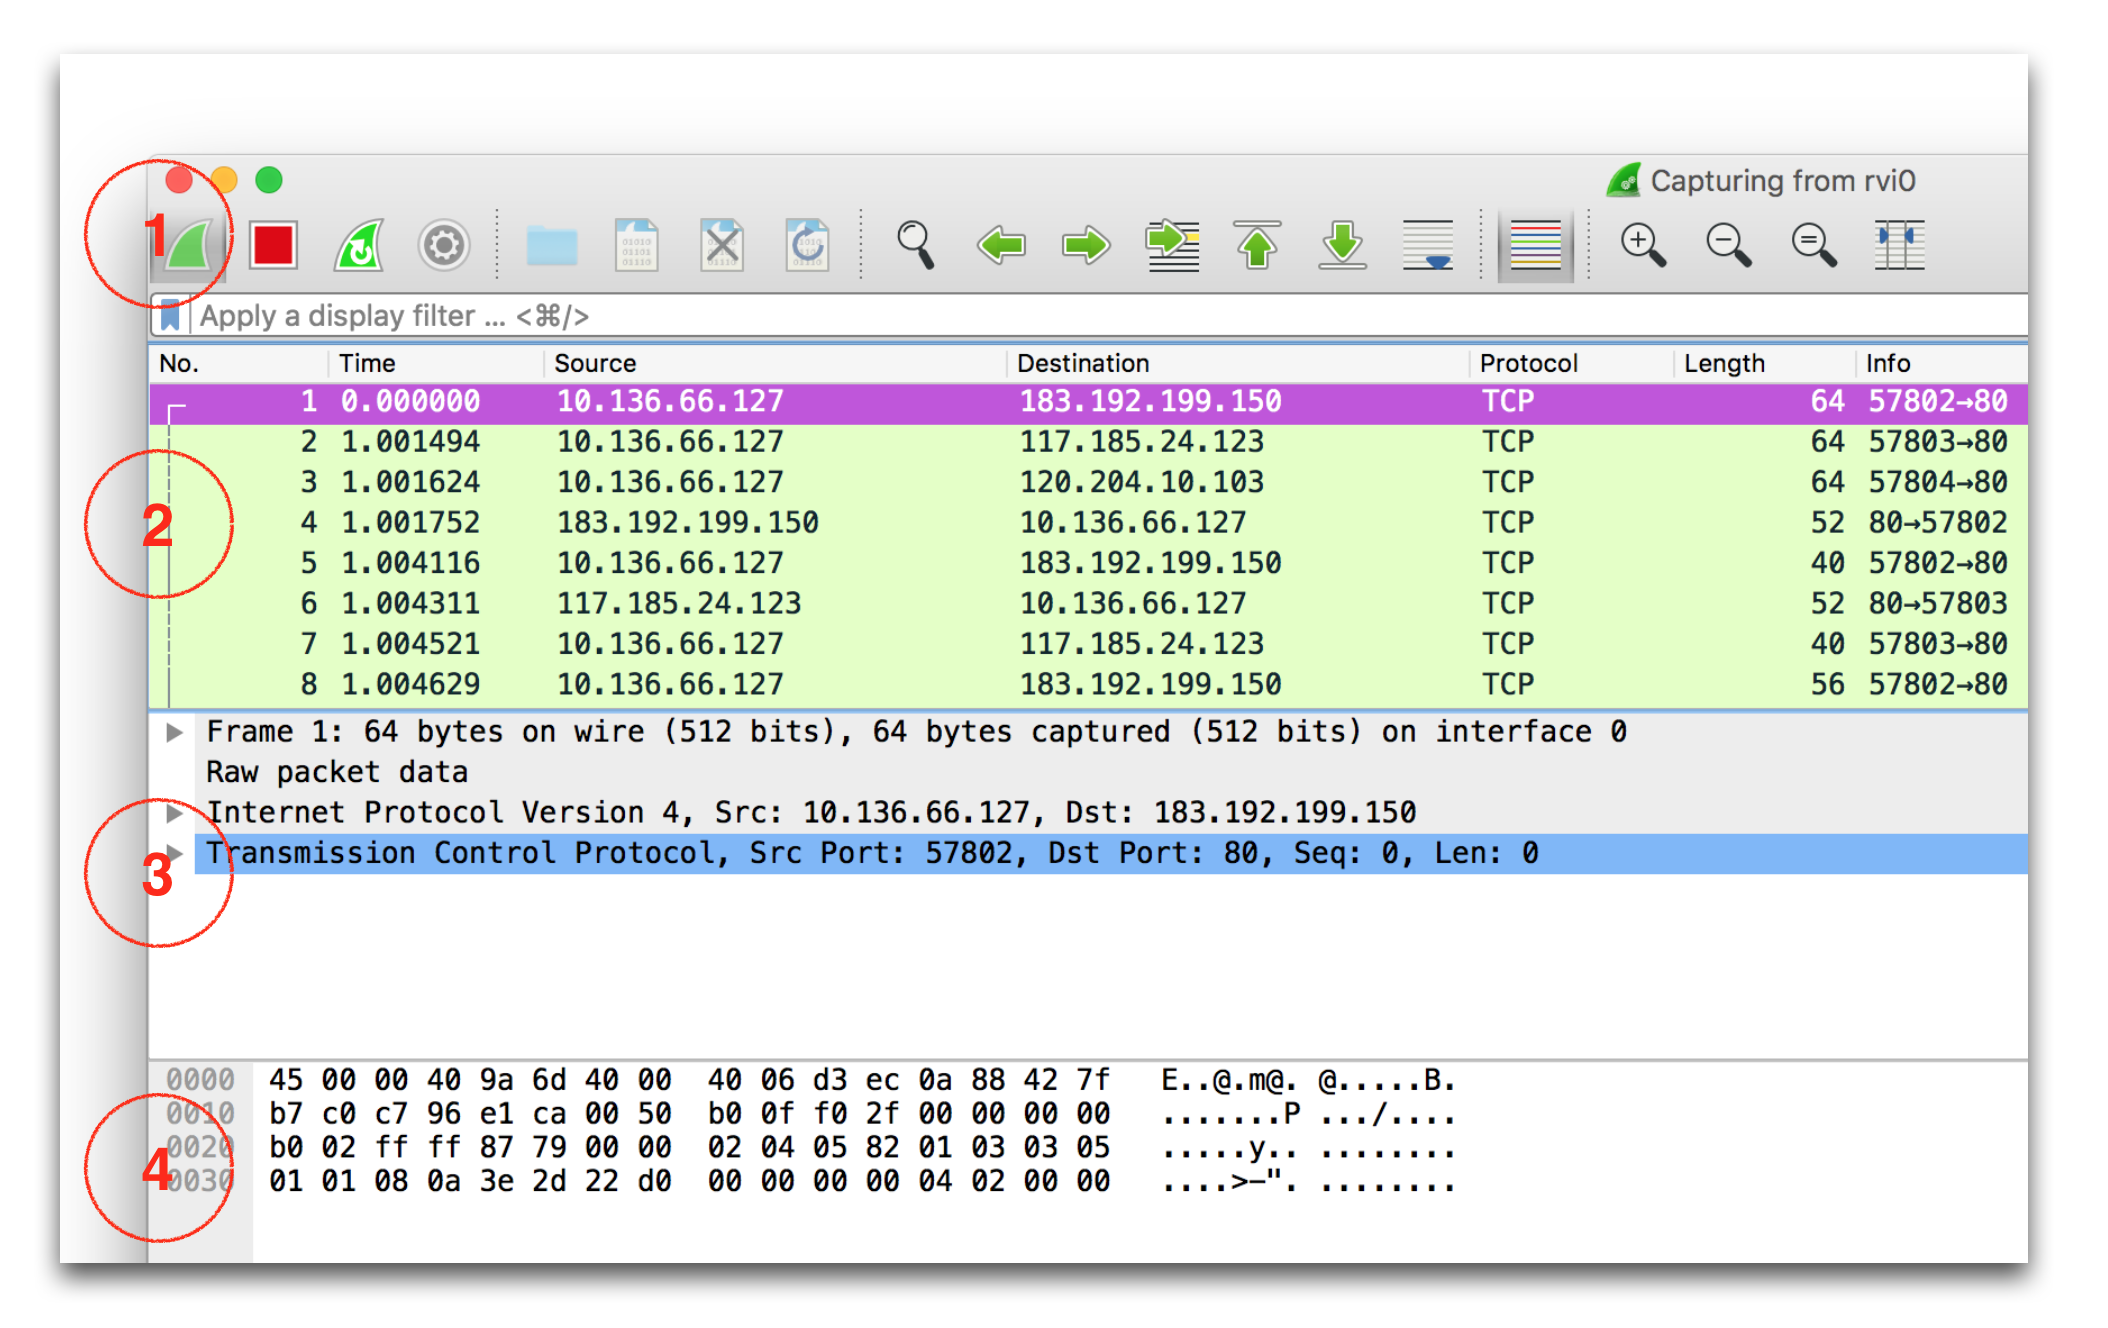 Capturing from rvi0
1
Apply a display filter ... <⌘/>
No. Time Source Destination Protocol Length Info
1 0.000000 10.136.66.127 183.192.199.150 TCP 64 57802→80
2 1.001494 10.136.66.127 117.185.24.123 TCP 64 57803→80
3 1.001624 10.136.66.127 120.204.10.103 TCP 64 57804→80
2
4 1.001752 183.192.199.150 10.136.66.127 TCP 52 80→57802
5 1.004116 10.136.66.127 183.192.199.150 TCP 40 57802→80
6 1.004311 117.185.24.123 10.136.66.127 TCP 52 80→57803
7 1.004521 10.136.66.127 117.185.24.123 TCP 40 57803→80
8 1.004629 10.136.66.127 183.192.199.150 TCP 56 57802→80
Frame 1: 64 bytes on wire (512 bits), 64 bytes captured (512 bits) on interface 0
Raw packet data
Internet Protocol Version 4, Src: 10.136.66.127, Dst: 183.192.199.150
Transmission Control Protocol, Src Port: 57802, Dst Port: 80, Seq: 0, Len: 0
3
0000 45 00 00 40 9a 6d 40 00 40 06 d3 ec 0a 88 42 7f E..@.m@. @.....B.
0010 b7 c0 c7 96 e1 ca 00 50 b0 0f f0 2f 00 00 00 00 .......P .../....
0020 b0 02 ff ff 87 79 00 00 02 04 05 82 01 03 03 05 .....y.. ........
4
0030 01 01 08 0a 3e 2d 22 d0 00 00 00 00 04 02 00 00 ....>-". ........